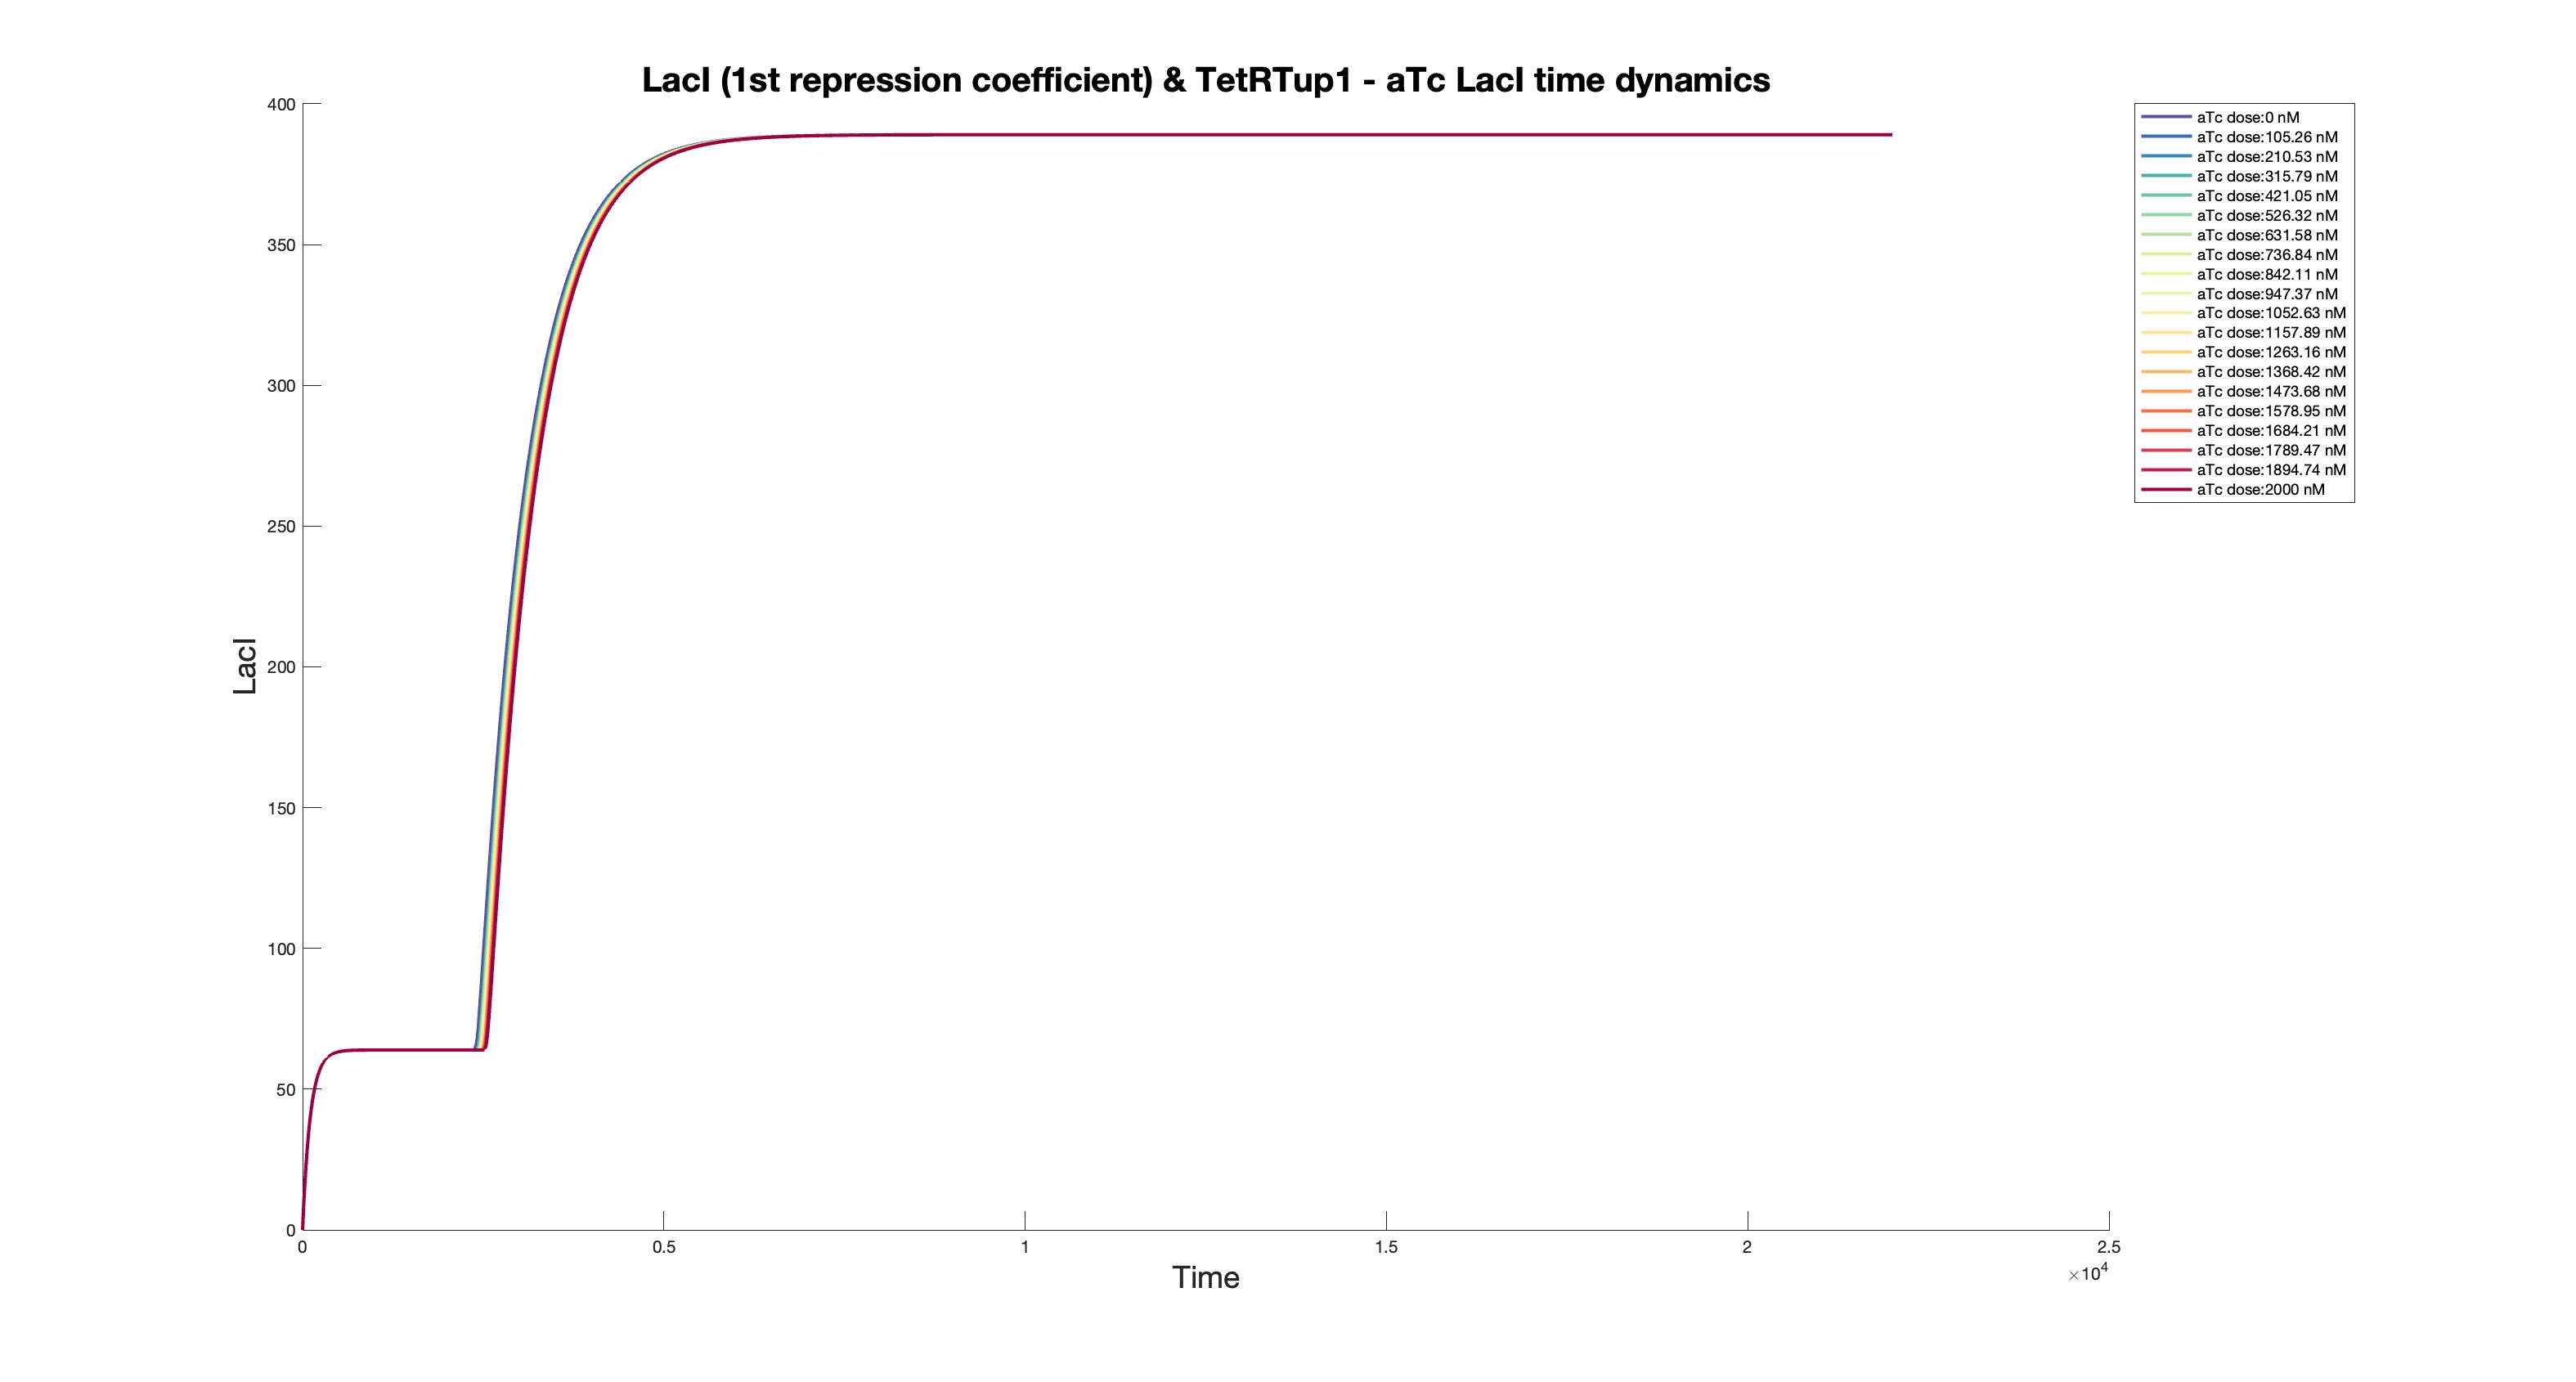 LacI (1st repression coefficient) & TetRTup1 - aTc LacI time dynamics
400
350
300
250
200
150
100
50
0
LacI
0
0.5
1
1.5
2
2.5
×10^4
Time
aTc dose:0 nM
aTc dose:105.26 nM
aTc dose:210.53 nM
aTc dose:315.79 nM
aTc dose:421.05 nM
aTc dose:526.32 nM
aTc dose:631.58 nM
aTc dose:736.84 nM
aTc dose:842.11 nM
aTc dose:947.37 nM
aTc dose:1052.63 nM
aTc dose:1157.89 nM
aTc dose:1263.16 nM
aTc dose:1368.42 nM
aTc dose:1473.68 nM
aTc dose:1578.95 nM
aTc dose:1684.21 nM
aTc dose:1789.47 nM
aTc dose:1894.74 nM
aTc dose:2000 nM